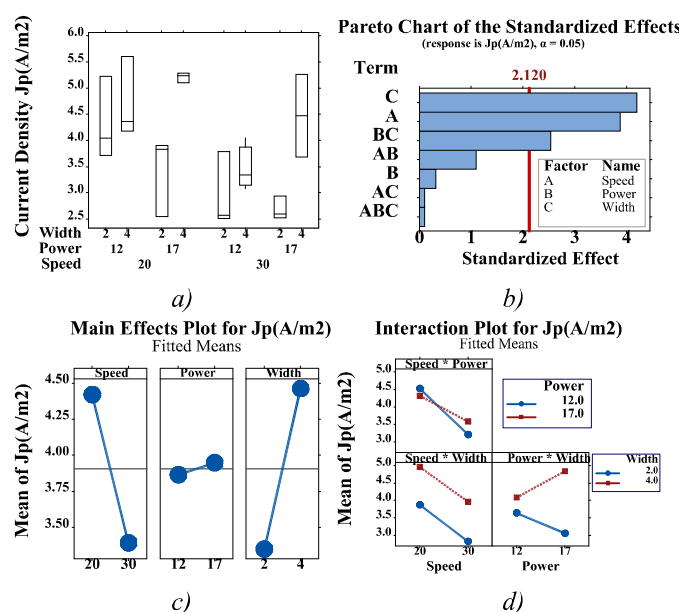 Current Density Jp(A/m2)
6.0
5.5
5.0
4.5
4.0
3.5
3.0
2.5
Width 2 4 2 4 2 4 2 4
Power 12 17 12 17
Speed 20 30
a)
Pareto Chart of the Standardized Effects
(response is Jp(A/m2), α = 0.05)
Term
2.120
C
A
BC
AB
B
AC
ABC
Factor Name
A Speed
B Power
C Width
0 1 2 3 4
Standardized Effect
b)
Main Effects Plot for Jp(A/m2)
Fitted Means
Speed Power Width
Mean of Jp(A/m2)
4.50
4.25
4.00
3.75
3.50
20 30 12 17 2 4
c)
Interaction Plot for Jp(A/m2)
Fitted Means
Speed * Power
Mean of Jp(A/m2)
5.0
4.5
4.0
3.5
3.0
Power
12.0
17.0
Speed * Width Power * Width
5.0
4.5
4.0
3.5
3.0
Width
2.0
4.0
20 30 12 17
Speed Power
d)